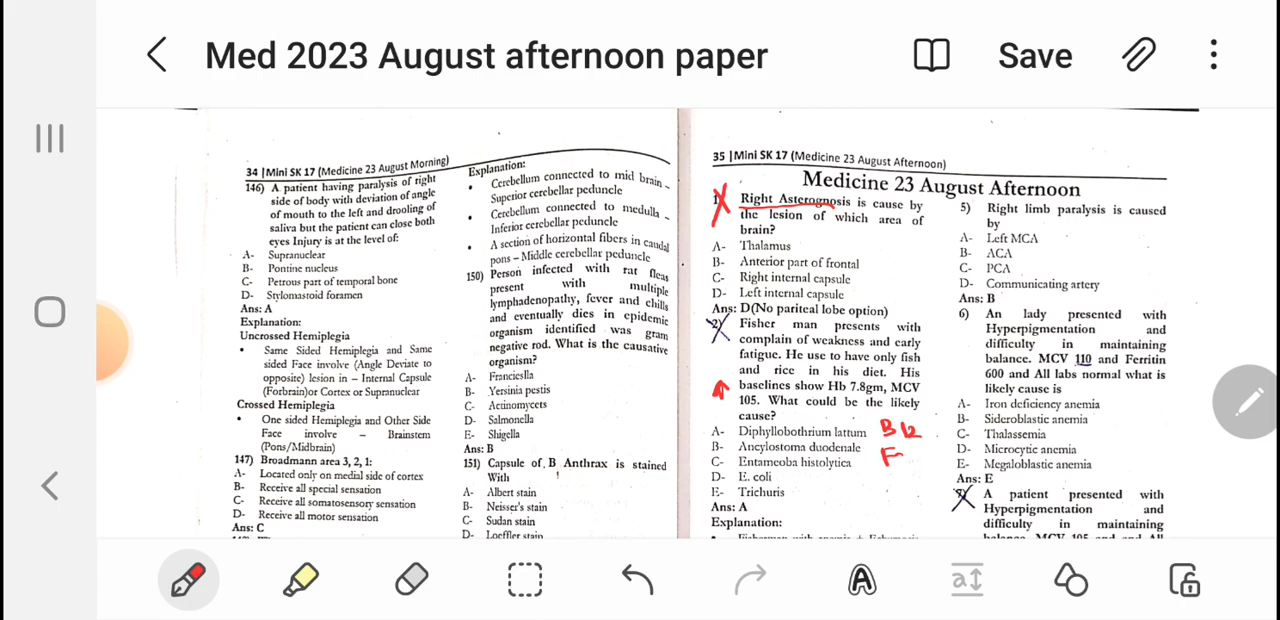 Med 2023 August afternoon paper
Save
34 |Mini SK 17 (Medicine 23 August Morning)
146) A patient having paralysis of right
side of body with deviation of angle
of mouth to the left and drooling of
saliva but the patient can close both
eyes Injury is at the level of:
A- Supranuclear
B- Pontine nucleus
C- Petrous part of temporal bone
D- Stylomastoid foramen
Ans: A
Explanation:
Uncrossed Hemiplegia
• Same Sided Hemiplegia and Same
sided Face involve (Angle Deviate to
opposite) lesion in – Internal Capsule
(Forbrain)or Cortex or Supranuclear
Crossed Hemiplegia
• One sided Hemiplegia and Other Side
Face involve – Brainstem
(Pons/Midbrain)
147) Broadmann area 3, 2, 1:
A- Located only on medial side of cortex
B- Receive all special sensation
C- Receive all somatosensory sensation
D- Receive all motor sensation
Ans: C
Explanation:
• Cerebellum connected to mid brain -
Superior cerebellar peduncle
• Cerebellum connected to medulla -
Inferior cerebellar peduncle
• A section of horizontal fibers in caudal
pons – Middle cerebellar peduncle
150) Person infected with rat fleas
present with multiple
lymphadenopathy, fever and chills
and eventually dies in epidemic
organism identified was gram
negative rod. What is the causative
organism?
A- Francieslla
B- Yersinia pestis
C- Actinomycets
D- Salmonella
E- Shigella
Ans: B
151) Capsule of B Anthrax is stained
With
A- Albert stain
B- Neisser's stain
C- Sudan stain
D- Loeffler stain
35 |Mini SK 17 (Medicine 23 August Afternoon)
Medicine 23 August Afternoon
1) Right Asterognosis is cause by
the lesion of which area of
brain?
A- Thalamus
B- Anterior part of frontal
C- Right internal capsule
D- Left internal capsule
Ans: D(No pariteal lobe option)
2) Fisher man presents with
complain of weakness and early
fatigue. He use to have only fish
and rice in his diet. His
baselines show Hb 7.8gm, MCV
105. What could be the likely
cause?
A- Diphyllobothrium lattum B12
B- Ancylostoma duodenale
C- Entamoeba histolytica F
D- E. coli
E- Trichuris
Ans: A
Explanation:
5) Right limb paralysis is caused
by
A- Left MCA
B- ACA
C- PCA
D- Communicating artery
Ans: B
6) An lady presented with
Hyperpigmentation and
difficulty in maintaining
balance. MCV 110 and Ferritin
600 and All labs normal what is
likely cause is
A- Iron deficiency anemia
B- Sideroblastic anemia
C- Thalassemia
D- Microcytic anemia
E- Megaloblastic anemia
Ans: E
A patient presented with
Hyperpigmentation and
difficulty in maintaining
balance. MCV 105 and and All